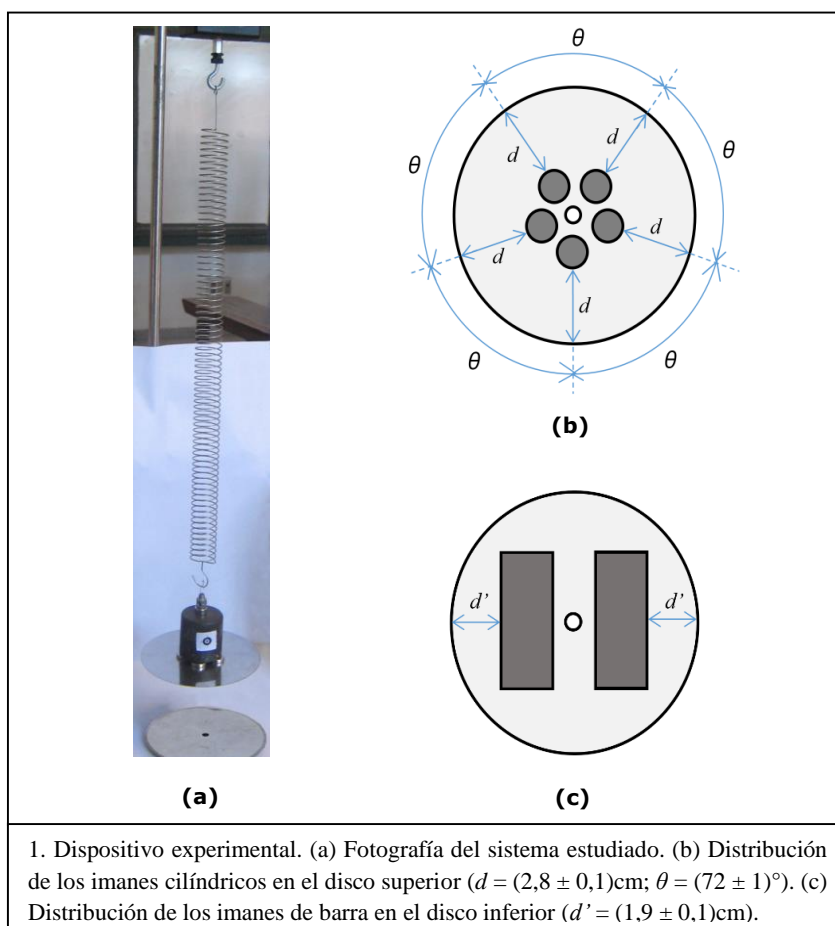 θ
θ
θ
d
d
d
d
d
θ
θ
(b)
d'
d'
(a)
(c)
1. Dispositivo experimental. (a) Fotografía del sistema estudiado. (b) Distribución
de los imanes cilíndricos en el disco superior (d = (2,8 ± 0,1)cm; θ = (72 ± 1)°). (c)
Distribución de los imanes de barra en el disco inferior (d’ = (1,9 ± 0,1)cm).